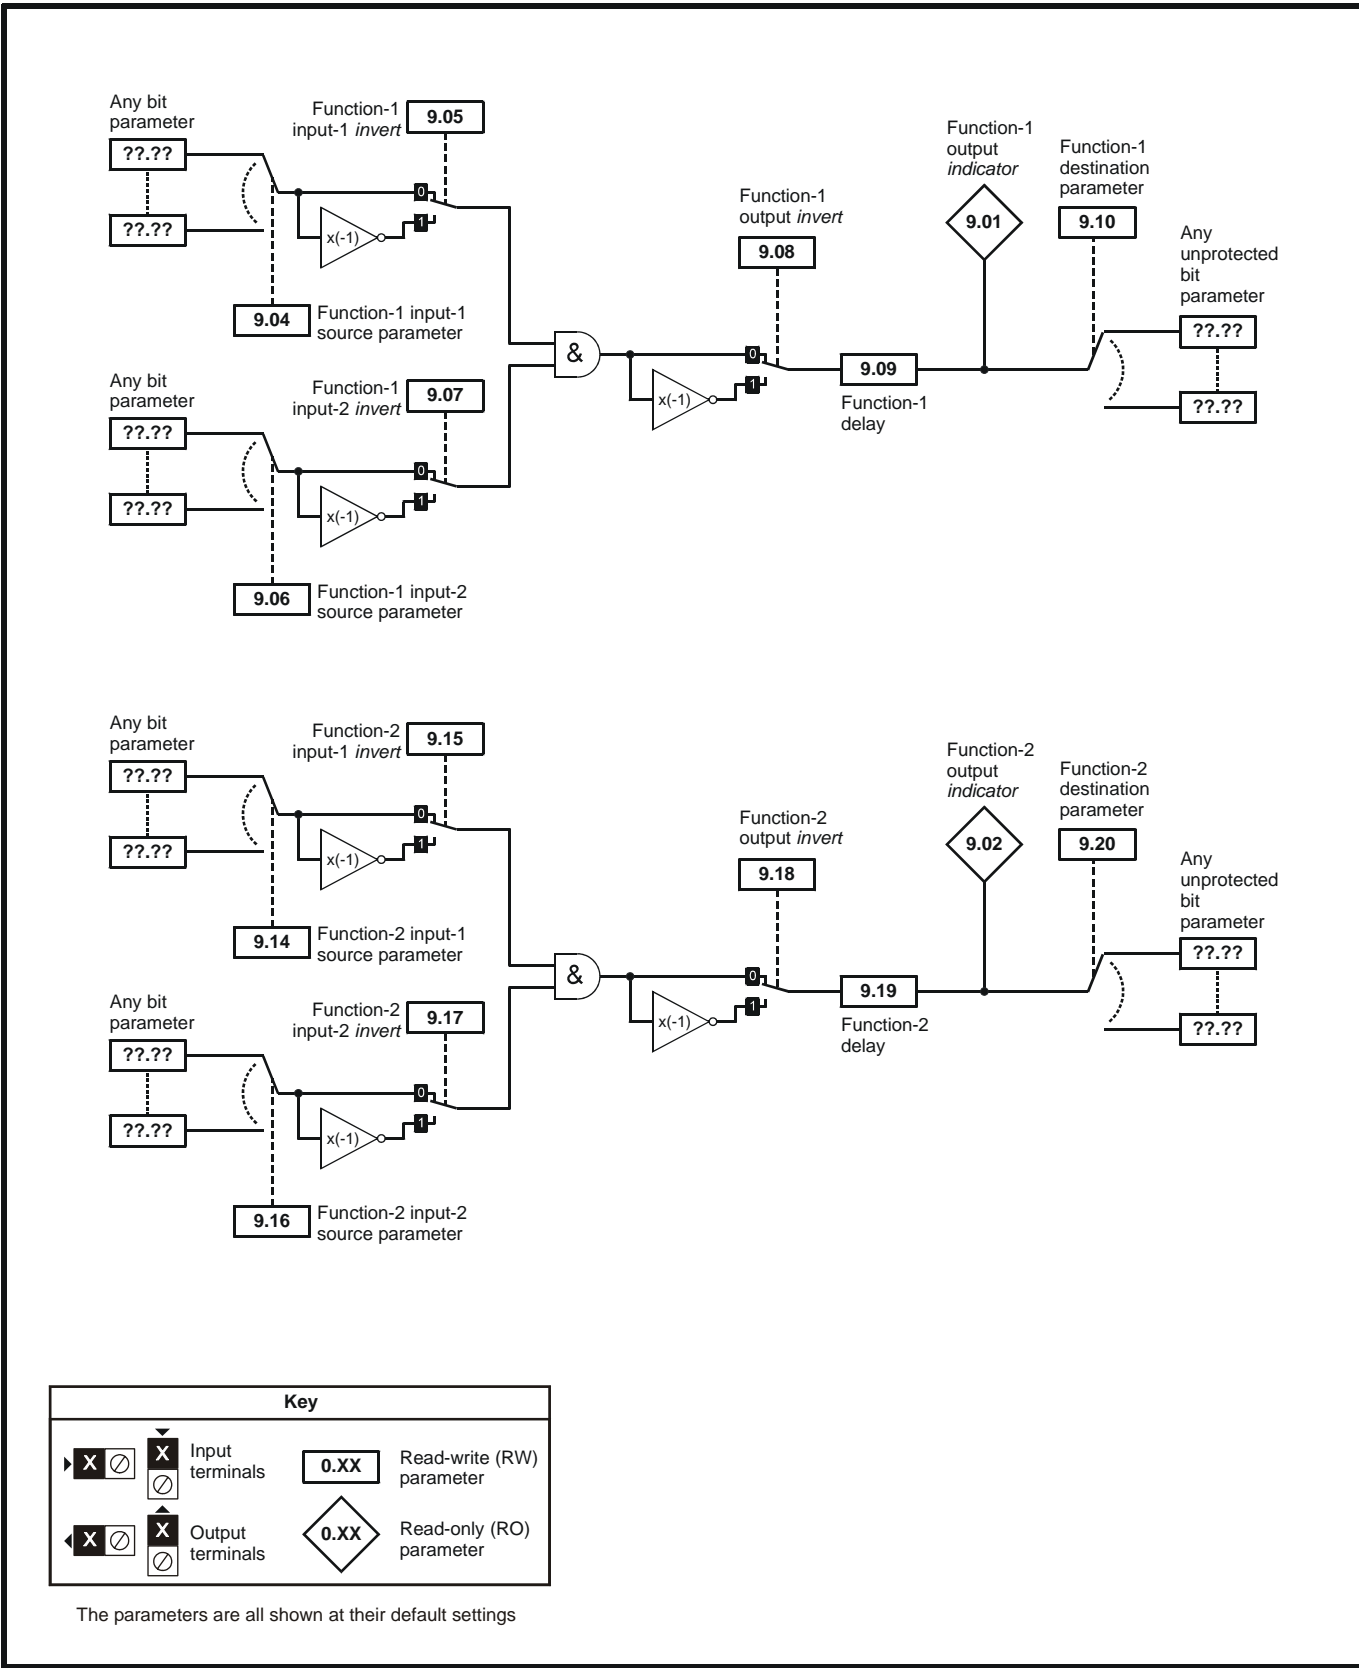 Any bit
parameter
??.??
??.??
Function-1
input-1 invert
9.05
0
1
x(-1)
9.04
Function-1 input-1
source parameter
Any bit
parameter
??.??
??.??
Function-1
input-2 invert
9.07
0
1
x(-1)
9.06
Function-1 input-2
source parameter
&
Function-1
output invert
9.08
0
1
x(-1)
9.09
Function-1
delay
Function-1
output
indicator
9.01
Function-1
destination
parameter
9.10
Any
unprotected
bit
parameter
??.??
??.??
Any bit
parameter
??.??
??.??
Function-2
input-1 invert
9.15
0
1
x(-1)
9.14
Function-2 input-1
source parameter
Any bit
parameter
??.??
??.??
Function-2
input-2 invert
9.17
0
1
x(-1)
9.16
Function-2 input-2
source parameter
&
Function-2
output invert
9.18
0
1
x(-1)
9.19
Function-2
delay
Function-2
output
indicator
9.02
Function-2
destination
parameter
9.20
Any
unprotected
bit
parameter
??.??
??.??
Key
X
X
Input
terminals
0.XX
Read-write (RW)
parameter
X
X
Output
terminals
0.XX
Read-only (RO)
parameter
The parameters are all shown at their default settings